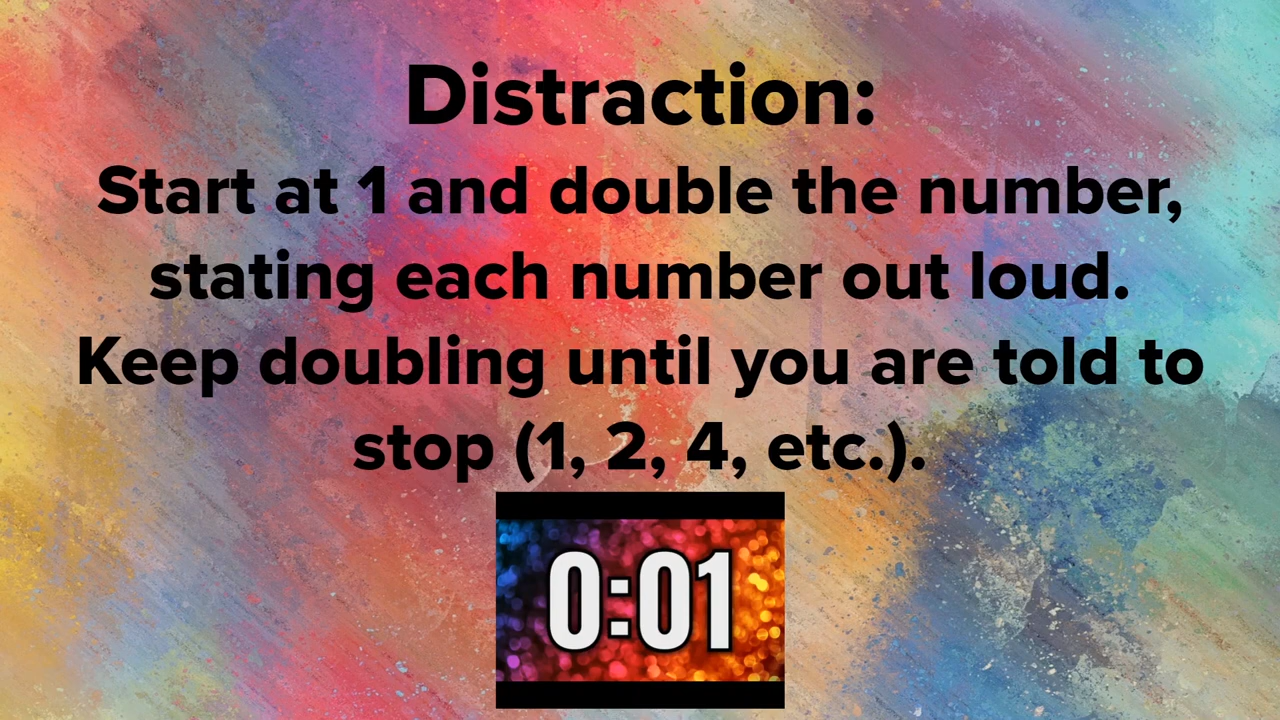 Distraction:
Start at 1 and double the number,
stating each number out loud.
Keep doubling until you are told to
stop (1, 2, 4, etc.).
0:01